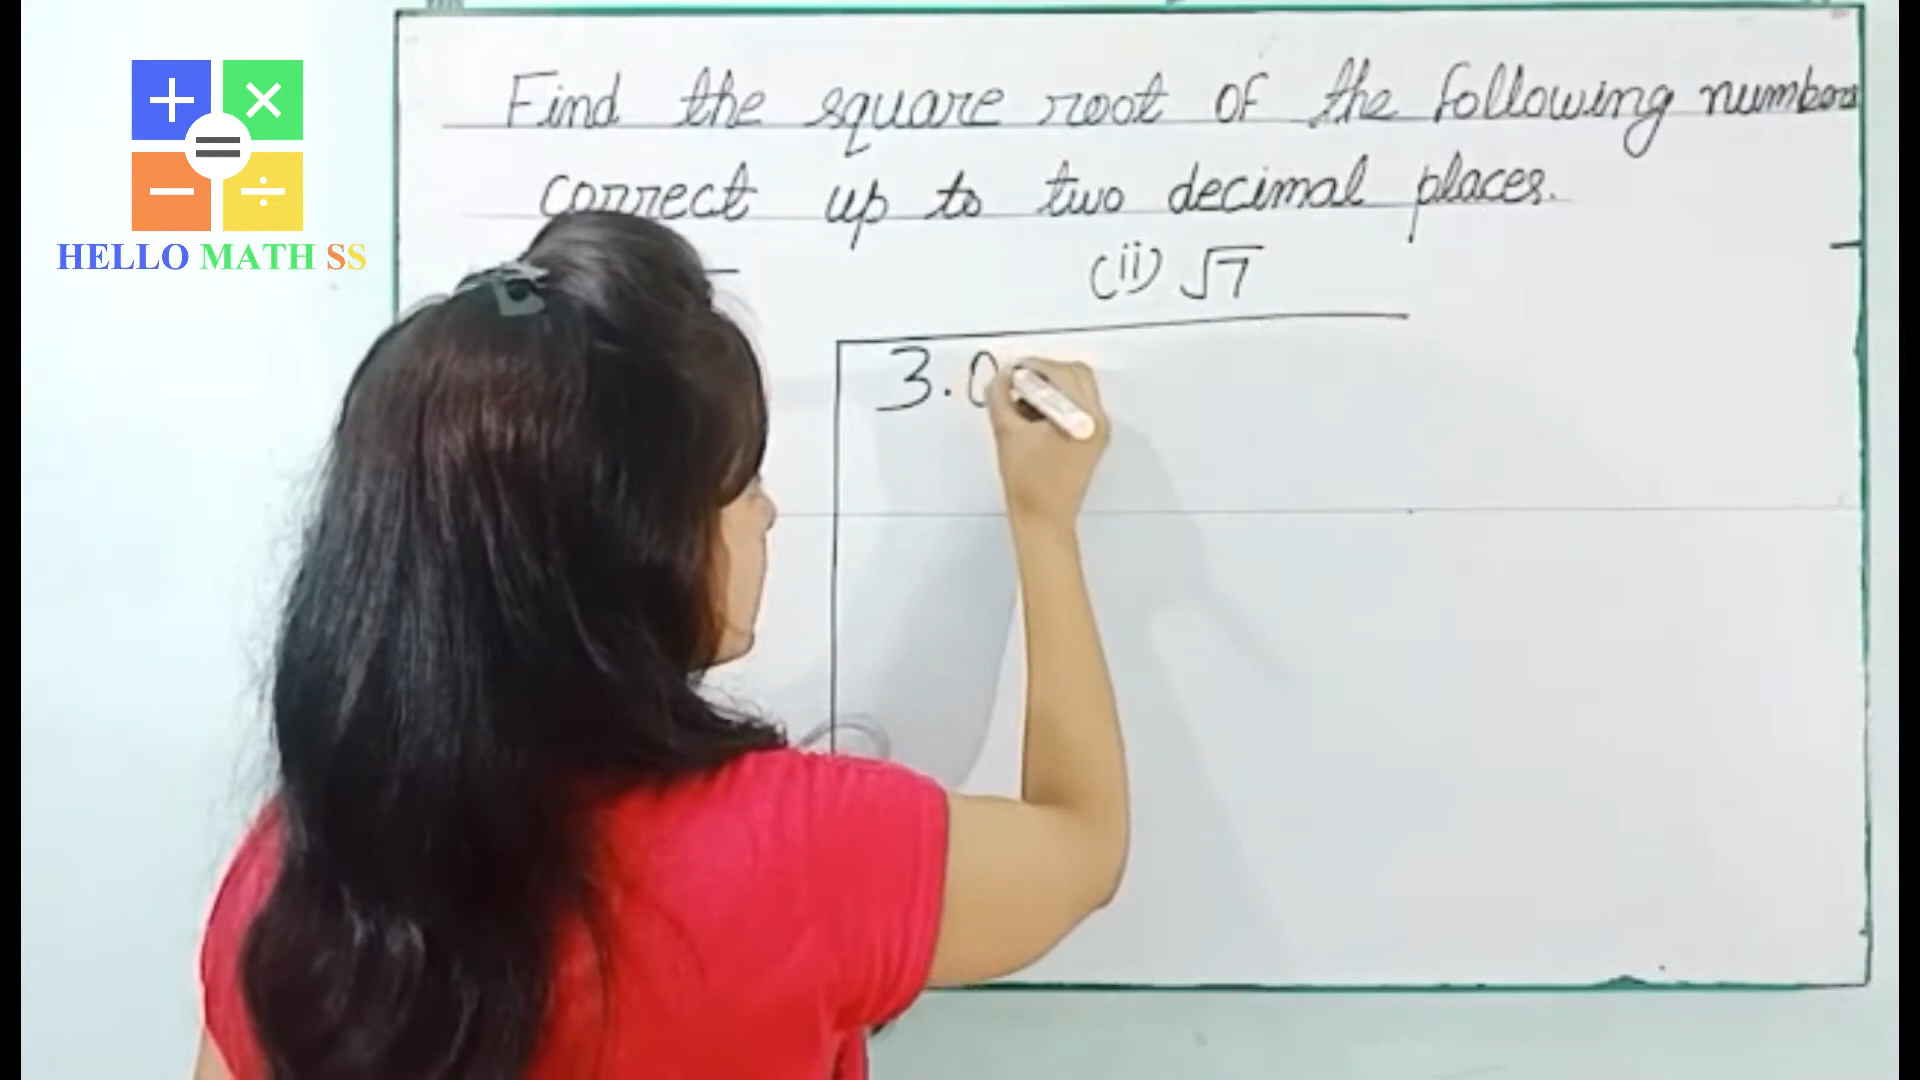 Find the square root of the following numbers
correct up to two decimal places.
(ii) √7
3.0
+ ×
=
− ÷
HELLO MATH SS